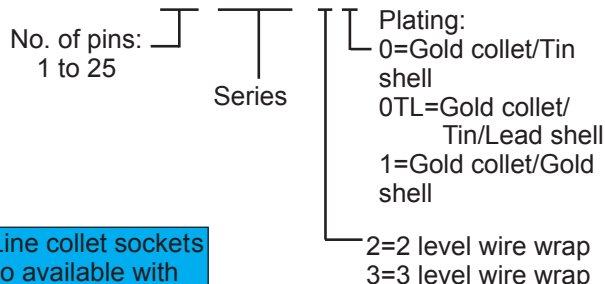 No. of pins:
1 to 25
Series
Plating:
0=Gold collet/Tin
shell
0TL=Gold collet/
Tin/Lead shell
1=Gold collet/Gold
shell
2=2 level wire wrap
3=3 level wire wrap
Line collet sockets
available with